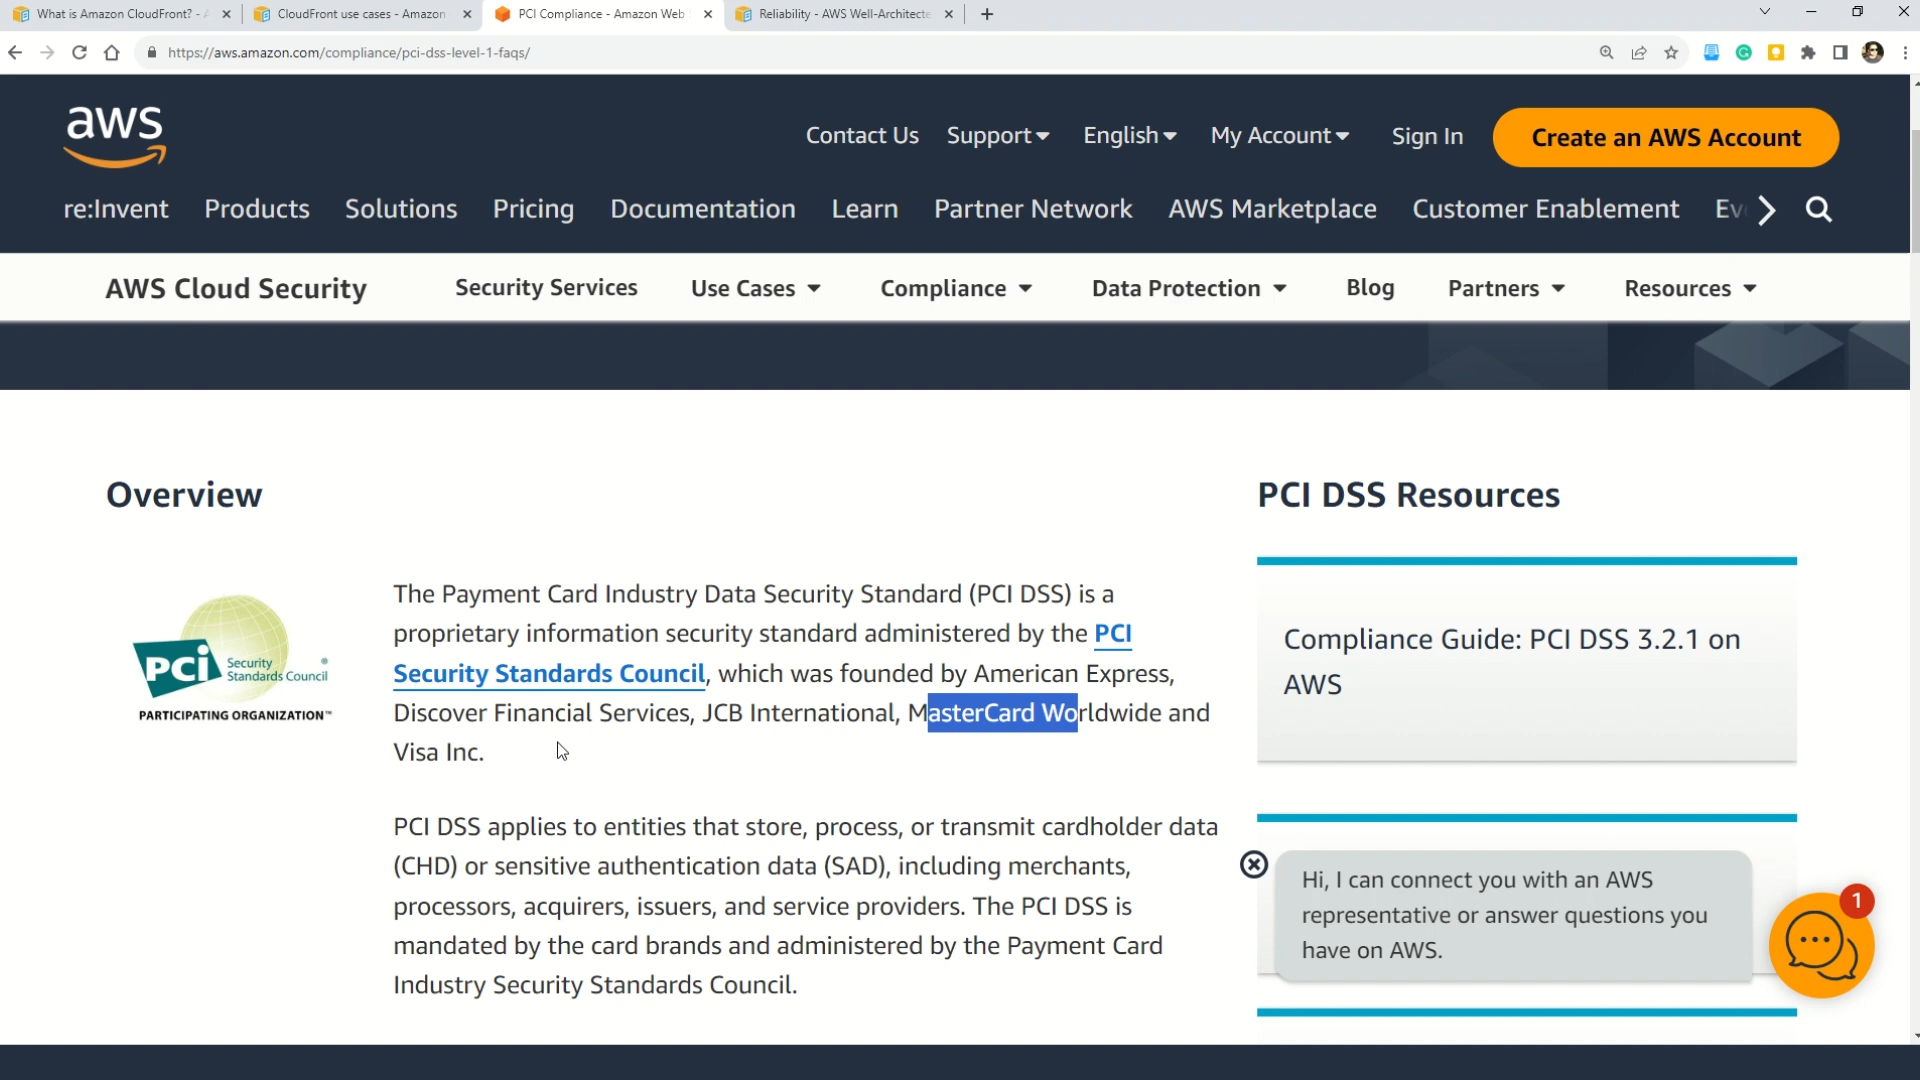 What is Amazon CloudFront? -
CloudFront use cases - Amazon
PCI Compliance - Amazon Web
Reliability - AWS Well-Architecte
https://aws.amazon.com/compliance/pci-dss-level-1-faqs/
aws
Contact Us Support English My Account Sign In Create an AWS Account
re:Invent Products Solutions Pricing Documentation Learn Partner Network AWS Marketplace Customer Enablement Ev
AWS Cloud Security Security Services Use Cases Compliance Data Protection Blog Partners Resources
Overview
PCI Security Standards Council
PARTICIPATING ORGANIZATION™
The Payment Card Industry Data Security Standard (PCI DSS) is a
proprietary information security standard administered by the PCI
Security Standards Council, which was founded by American Express,
Discover Financial Services, JCB International, MasterCard Worldwide and
Visa Inc.
PCI DSS applies to entities that store, process, or transmit cardholder data
(CHD) or sensitive authentication data (SAD), including merchants,
processors, acquirers, issuers, and service providers. The PCI DSS is
mandated by the card brands and administered by the Payment Card
Industry Security Standards Council.
PCI DSS Resources
Compliance Guide: PCI DSS 3.2.1 on
AWS
Hi, I can connect you with an AWS
representative or answer questions you
have on AWS.
1